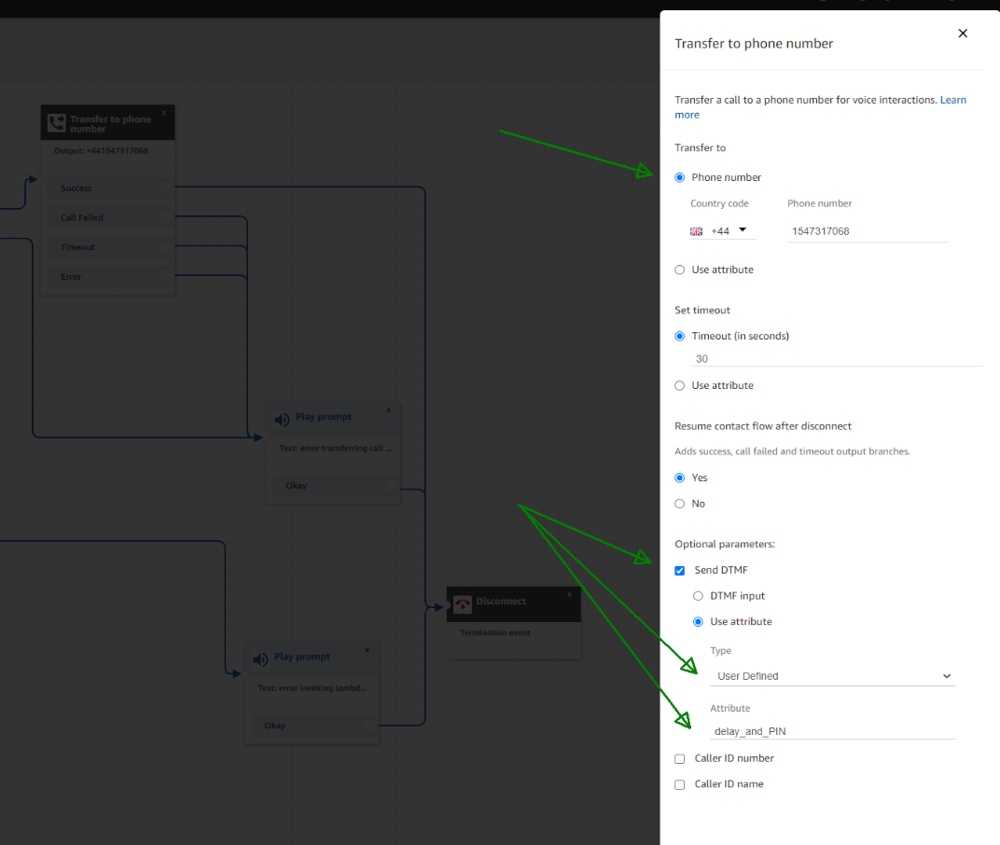 Transfer to phone
number
x
Output: +441547317068
Success
Call Failed
Timeout
Error
Play prompt
x
Text: error transferring call ...
Okay
Disconnect
x
Termination event
Play prompt
x
Text: error invoking lambd...
Okay
Transfer to phone number
Transfer a call to a phone number for voice interactions. Learn
more
Transfer to
Phone number
Country code
Phone number
+44
1547317068
Use attribute
Set timeout
Timeout (in seconds)
30
Use attribute
Resume contact flow after disconnect
Adds success, call failed and timeout output branches.
Yes
No
Optional parameters:
Send DTMF
DTMF input
Use attribute
Type
User Defined
Attribute
delay_and_PIN
Caller ID number
Caller ID name